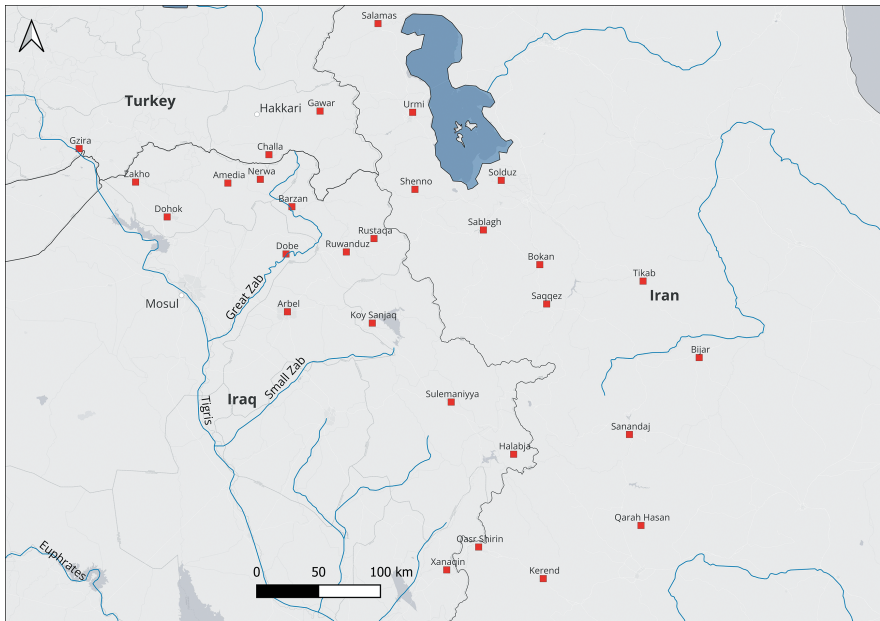 Salamas
Turkey
Hakkari
Gawar
Urmi
Gzira
Challa
Zakho
Amedia
Nerwa
Shenno
Solduz
Barzan
Dohok
Sablagh
Rustaqa
Dobe
Ruwanduz
Bokan
Tikab
Iran
Great Zab
Mosul
Arbel
Saqqez
Koy Sanjaq
Bijar
Small Zab
Iraq
Tigris
Sulemaniyya
Sanandaj
Halabja
Qarah Hasan
Qasr Shirin
Euphrates
Xanaqin
Kerend
0 50 100 km